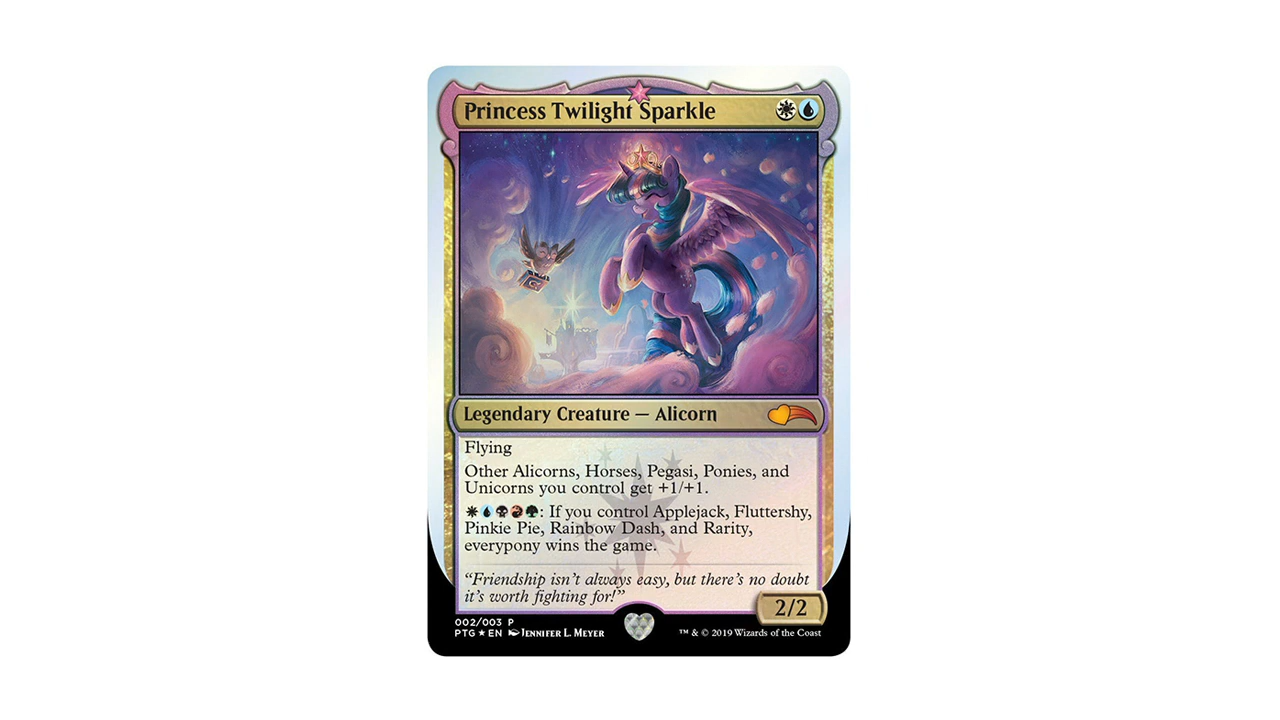 Princess Twilight Sparkle
Legendary Creature — Alicorn
Flying
Other Alicorns, Horses, Pegasi, Ponies, and
Unicorns you control get +1/+1.
: If you control Applejack, Fluttershy,
Pinkie Pie, Rainbow Dash, and Rarity,
everypony wins the game.
“Friendship isn’t always easy, but there’s no doubt
it’s worth fighting for!”
2/2
002/003 P
PTG ★ EN Jennifer L. Meyer
™ & © 2019 Wizards of the Coast